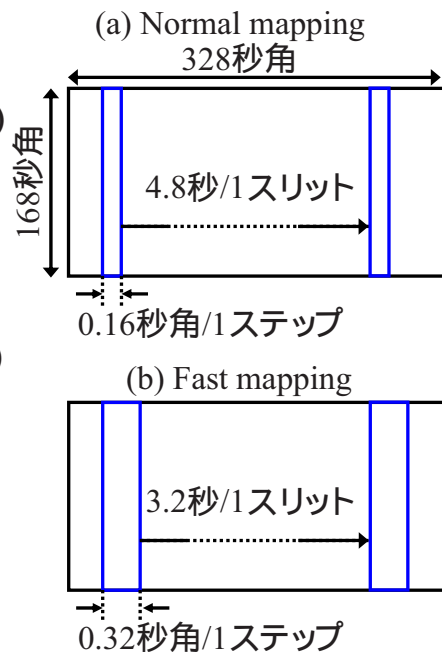 (a) Normal mapping
328秒角
168秒角
4.8秒/1スリット
0.16秒角/1ステップ
(b) Fast mapping
3.2秒/1スリット
0.32秒角/1ステップ